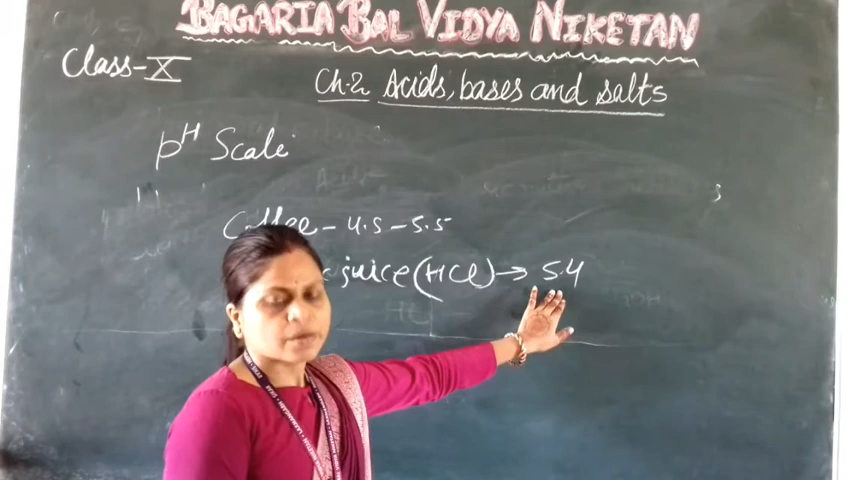 BAGARIA BAL VIDYA NIKETAN
Class-X
Ch-2 Acids, bases and salts
pH Scale
Coffee - 4.5 - 5.5
juice (HCl) → 5.4